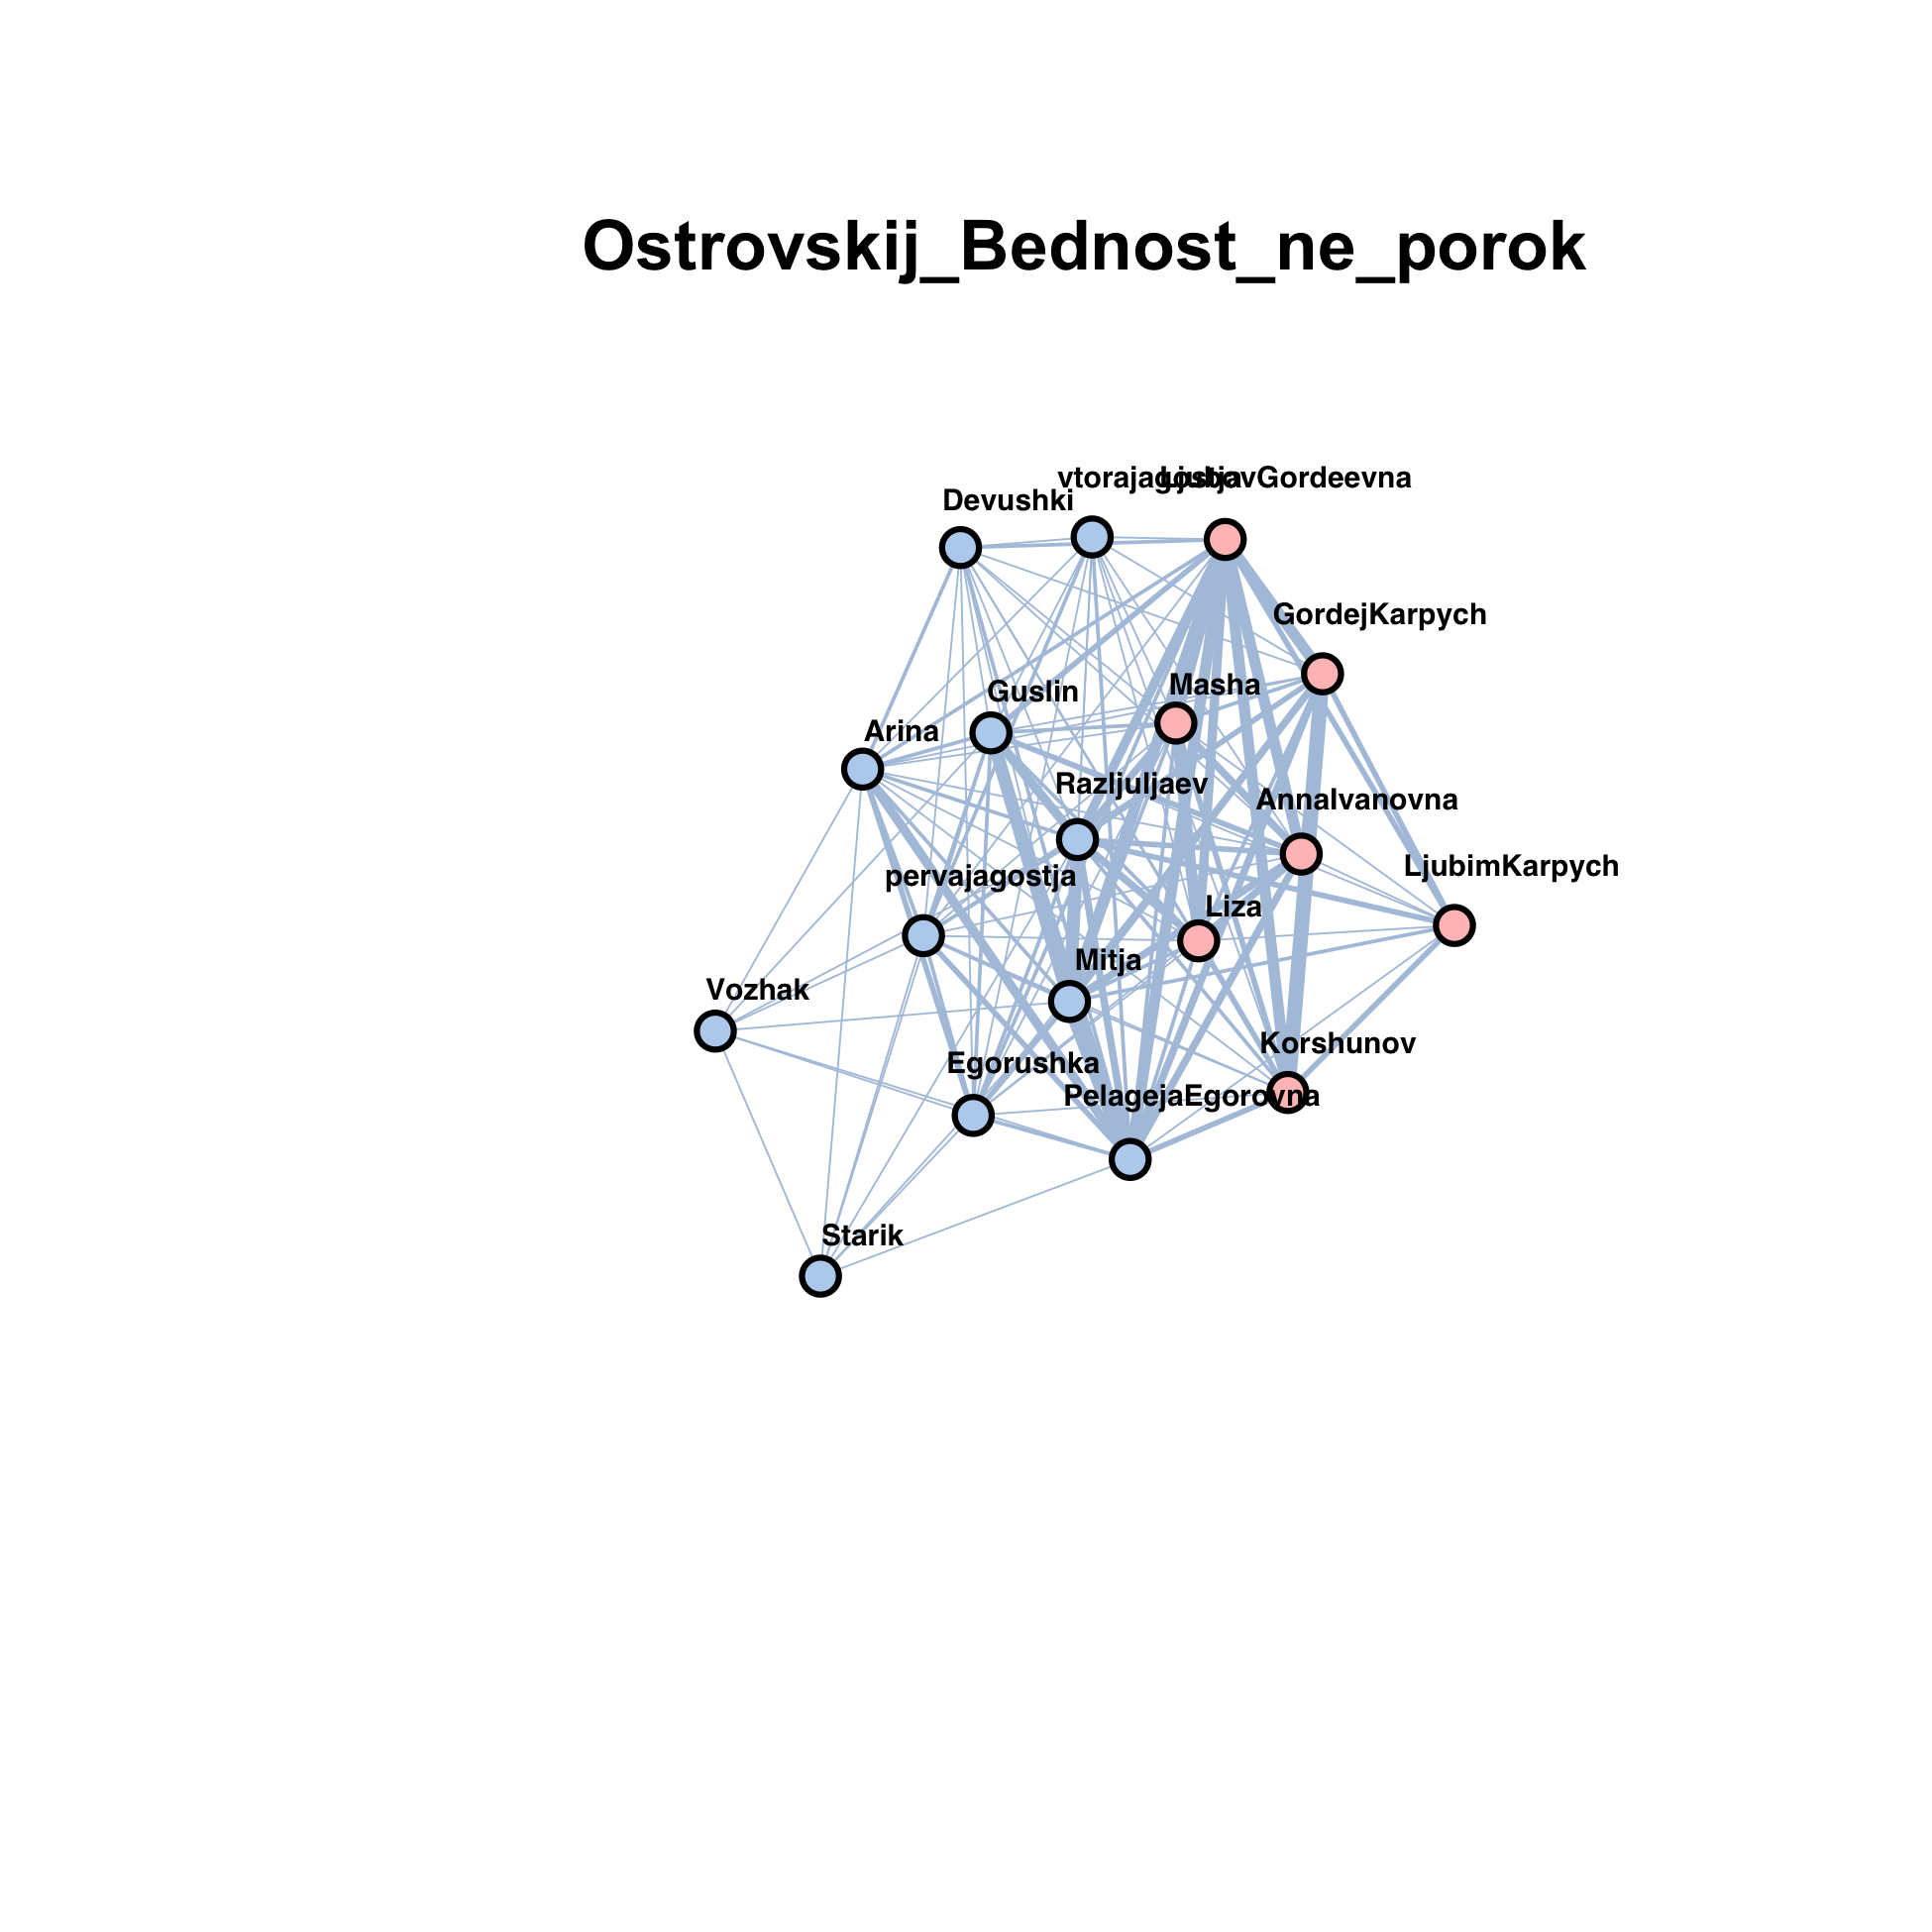 Ostrovskij_Bednost_ne_porok
vtorajagostja
LjubovGordeevna
Devushki
GordejKarpych
Masha
Guslin
Arina
Razljuljaev
AnnaIvanovna
LjubimKarpych
pervajagostja
Liza
Mitja
Vozhak
Korshunov
Egorushka
PelagejaEgorovna
Starik